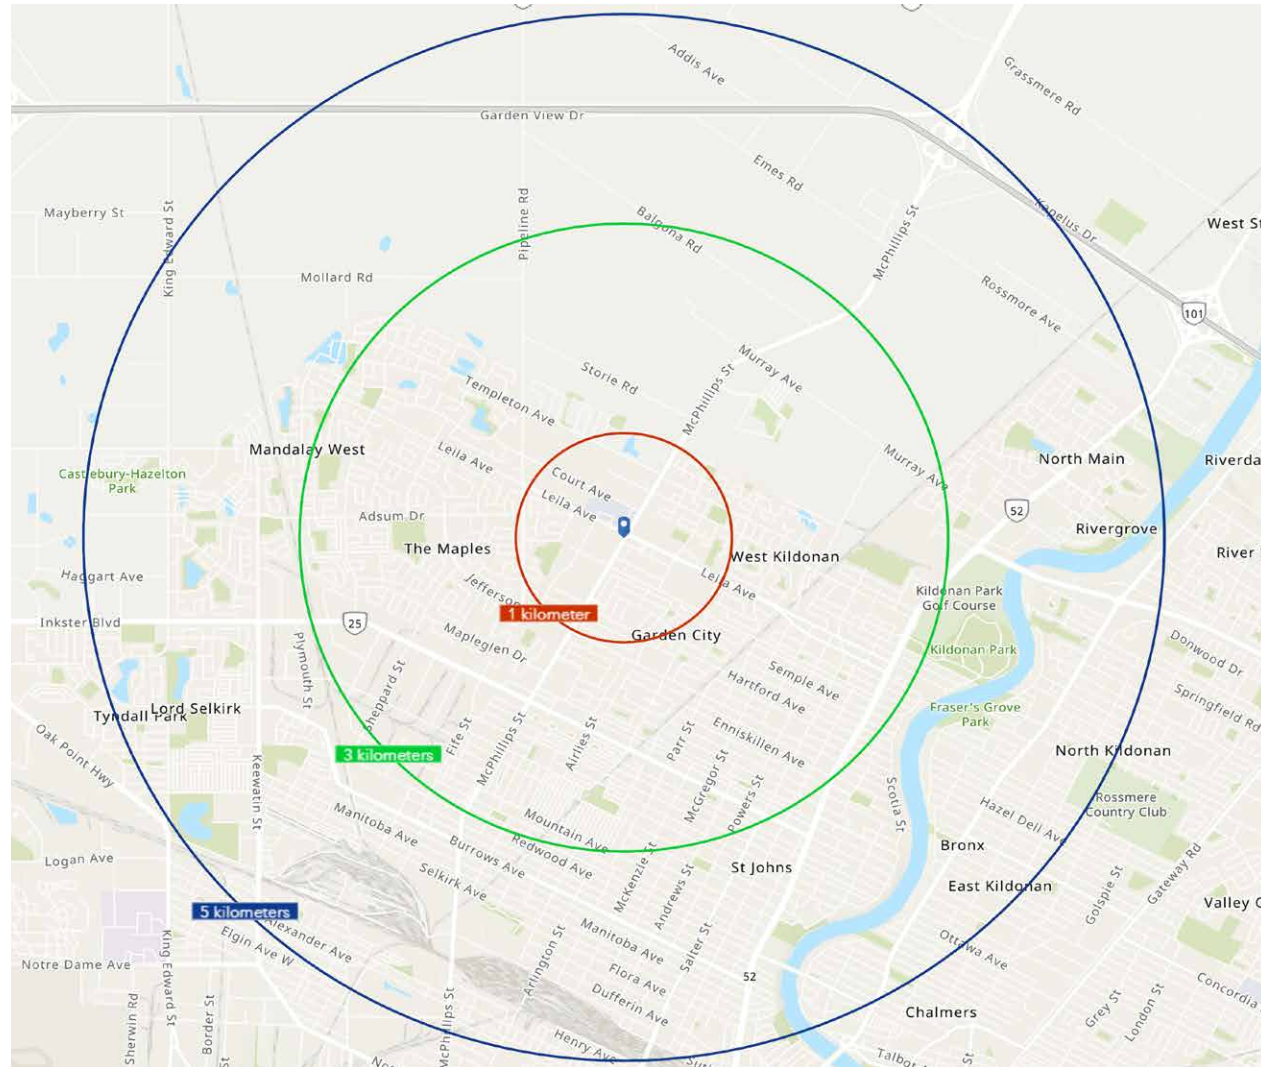 Addis Ave
Grassmere Rd
Garden View Dr
Emes Rd
Mayberry St
King Edward St
Pipeline Rd
Balgona Rd
McPhillips St
Kapelus Dr
West St
Mollard Rd
Rossmore Ave
101
Storie Rd
Murray Ave
Templeton Ave
McPhillips St
Mandalay West
Leila Ave
Murray Ave
North Main
Riverda
Castlebury-Hazelton
Park
Court Ave
Leila Ave
Adsum Dr
52
Rivergrove
The Maples
West Kildonan
River
Haggart Ave
Jefferson
Leila Ave
Kildonan Park
Golf Course
1 kilometer
Inkster Blvd
25
Garden City
Mapleglen Dr
Plymouth St
Kildonan Park
Donwood Dr
Sheppard St
Semple Ave
Hartford Ave
Springfield Rd
Tyndall Park
Lord Selkirk
Fraser's Grove
Park
Oak Point Hwy
Fife St
McPhillips St
Airlies St
Parr St
Enniskillen Ave
North Kildonan
3 kilometers
Keewatin St
McGregor St
Powers St
Scotia St
Rossmere
Country Club
Hazel Dell Ave
Manitoba Ave
Mountain Ave
Redwood Ave
Burrows Ave
Bronx
Logan Ave
Selkirk Ave
McKenzie St
Andrews St
St Johns
East Kildonan
Golspie St
Gateway Rd
Valley G
5 kilometers
Alexander Ave
Elgin Ave W
Manitoba Ave
Salter St
Ottawa Ave
Notre Dame Ave
King Edward St
Arlington St
Flora Ave
52
Concordia
Dufferin Ave
Sherwin Rd
Border St
McPhillips St
Chalmers
Grey St
London St
Henry Ave
Talbot
St
St
No
Sut